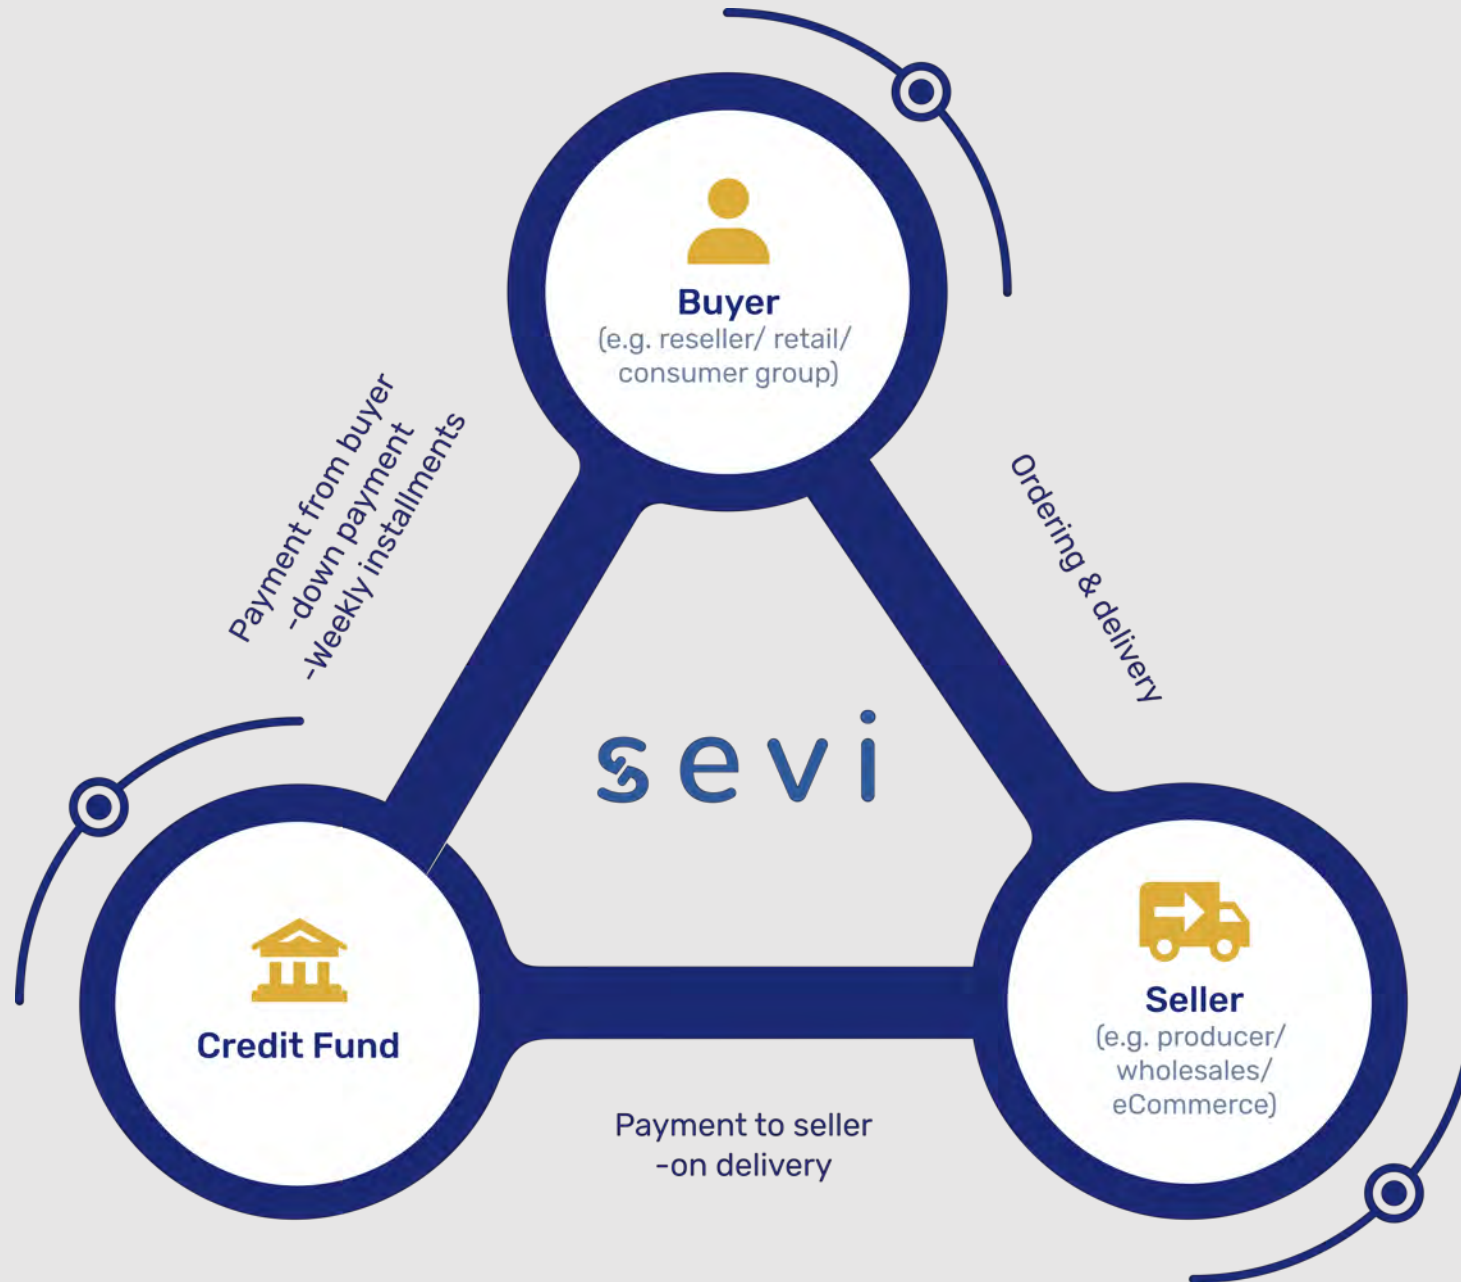 Buyer
(e.g. reseller/ retail/
consumer group)
Payment from buyer
-down payment
-Weekly installments
Ordering & delivery
sevi
Credit Fund
Seller
(e.g. producer/
wholesales/
eCommerce)
Payment to seller
-on delivery